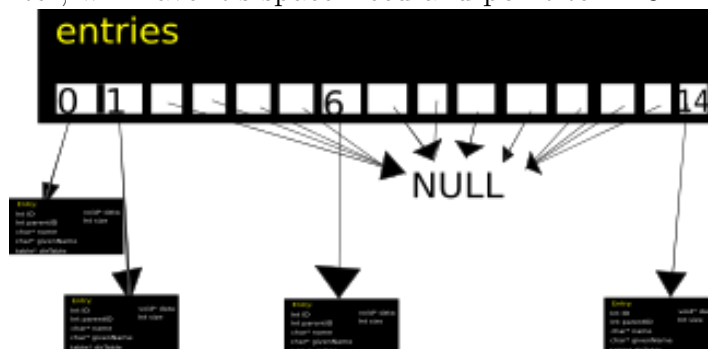 entries
0 1 6 14
NULL
Entry
int ID void* data
int parentID int size
char* name
char* givenName
Entry
int ID void* data
int parentID int size
char* name
char* givenName
Entry
int ID void* data
int parentID int size
char* name
char* givenName
Entry
int ID void* data
int parentID int size
char* name
char* givenName